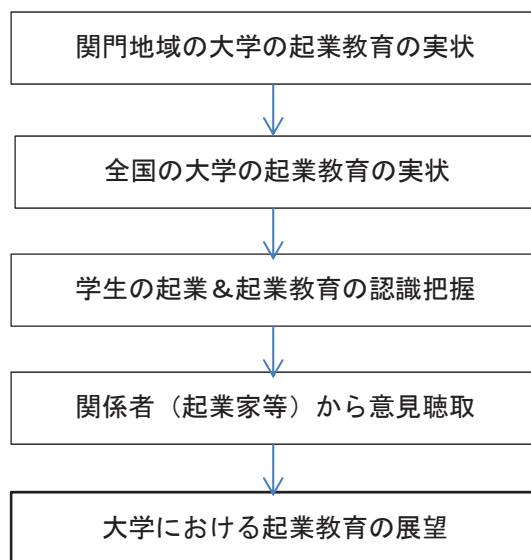 関門地域の大学の起業教育の実状
全国の大学の起業教育の実状
学生の起業＆起業教育の認識把握
関係者（起業家等）から意見聴取
大学における起業教育の展望